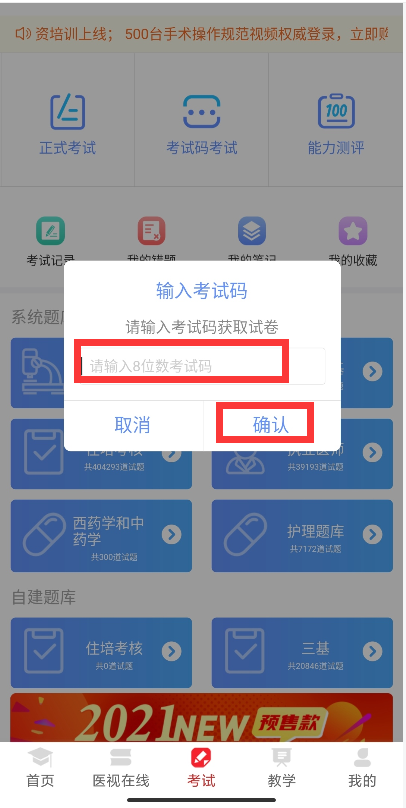 资培训上线； 500台手术操作规范视频权威登录，立即购
正式考试
考试码考试
100
能力测评
考试记录
我的错题
我的笔记
我的收藏
输入考试码
请输入考试码获取试卷
请输入8位数考试码
取消
确认
系统题库
住培考核
共404293道试题
执业医师
共39193道试题
西药学和中
药学
共300道试题
护理题库
共7172道试题
自建题库
住培考核
共0道试题
三基
共20846道试题
2021NEW 预售款
首页
医视在线
考试
教学
我的